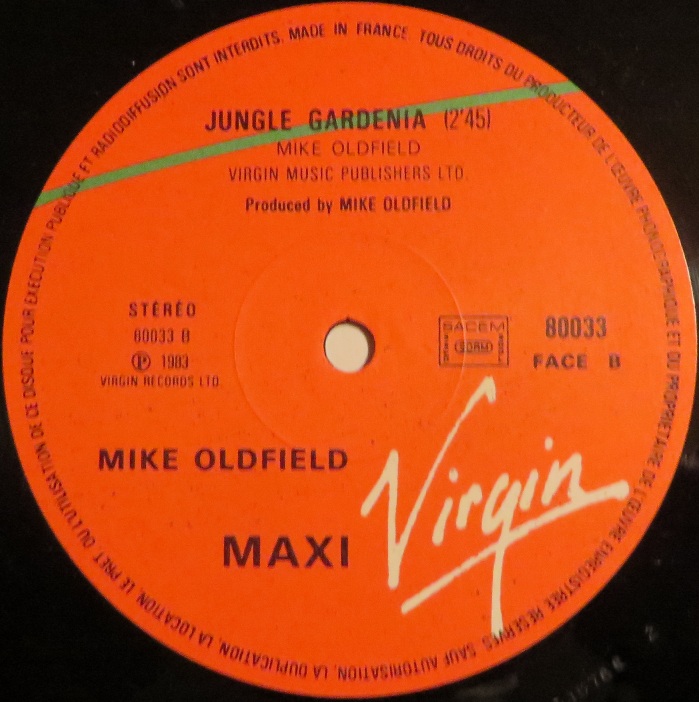 MADE IN FRANCE TOUS DROITS DU PRODUCTEUR DE L'ŒUVRE PHONOGRAPHIQUE ET DU PROPRIETAIRE DE L'ŒUVRE ENREGISTREE RESERVES. SAUF AUTORISATION, LA DUPLICATION, LA LOCATION, LE PRET OU L'UTILISATION DE CE DISQUE POUR EXECUTION PUBLIQUE ET RADIODIFFUSION SONT INTERDITS.
JUNGLE GARDENIA (2'45)
MIKE OLDFIELD
VIRGIN MUSIC PUBLISHERS LTD.
Produced by MIKE OLDFIELD
STÉRÉO
80033 B
℗ 1983
VIRGIN RECORDS LTD.
SACEM
80033
FACE B
MIKE OLDFIELD
MAXI
Virgin